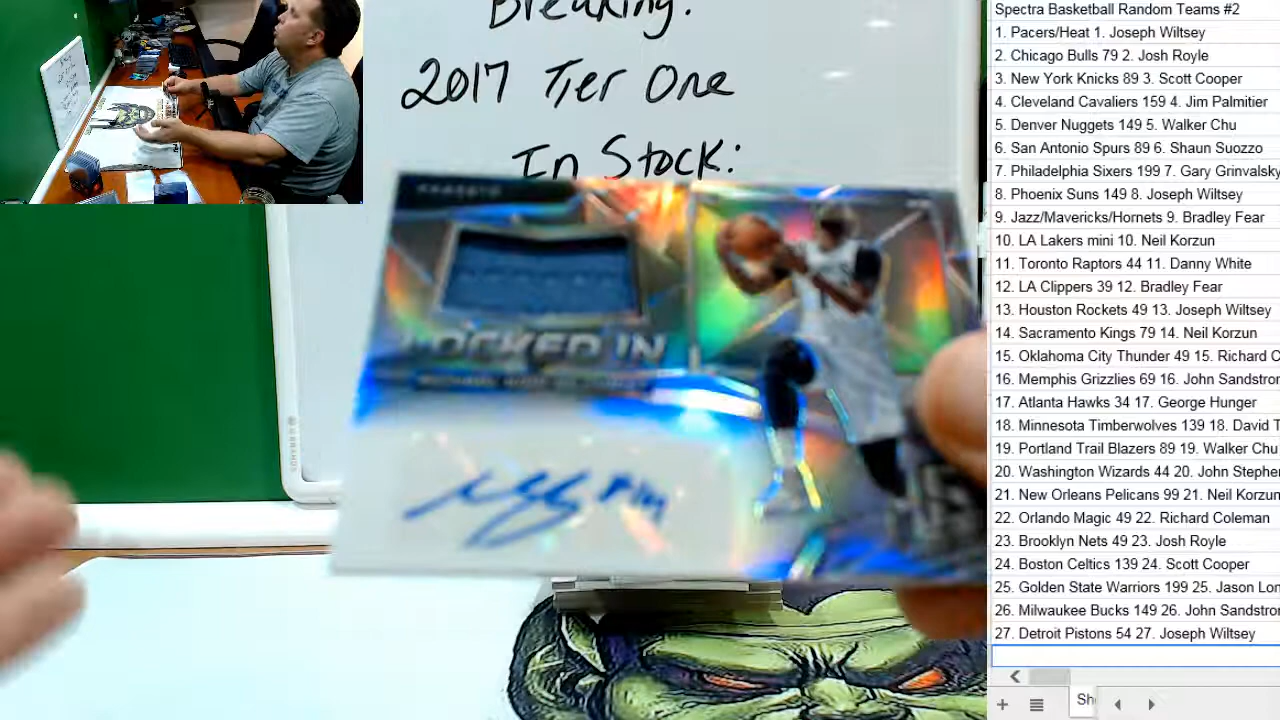 Breaking:
2017 Tier One
In Stock:
LOCKED IN
Spectra Basketball Random Teams #2
1. Pacers/Heat 1. Joseph Wiltsey
2. Chicago Bulls 79 2. Josh Royle
3. New York Knicks 89 3. Scott Cooper
4. Cleveland Cavaliers 159 4. Jim Palmitier
5. Denver Nuggets 149 5. Walker Chu
6. San Antonio Spurs 89 6. Shaun Suozzo
7. Philadelphia Sixers 199 7. Gary Grinvalsky
8. Phoenix Suns 149 8. Joseph Wiltsey
9. Jazz/Mavericks/Hornets 9. Bradley Fear
10. LA Lakers mini 10. Neil Korzun
11. Toronto Raptors 44 11. Danny White
12. LA Clippers 39 12. Bradley Fear
13. Houston Rockets 49 13. Joseph Wiltsey
14. Sacramento Kings 79 14. Neil Korzun
15. Oklahoma City Thunder 49 15. Richard C
16. Memphis Grizzlies 69 16. John Sandstro
17. Atlanta Hawks 34 17. George Hunger
18. Minnesota Timberwolves 139 18. David T
19. Portland Trail Blazers 89 19. Walker Chu
20. Washington Wizards 44 20. John Stephe
21. New Orleans Pelicans 99 21. Neil Korzun
22. Orlando Magic 49 22. Richard Coleman
23. Brooklyn Nets 49 23. Josh Royle
24. Boston Celtics 139 24. Scott Cooper
25. Golden State Warriors 199 25. Jason Lon
26. Milwaukee Bucks 149 26. John Sandstro
27. Detroit Pistons 54 27. Joseph Wiltsey
Sh